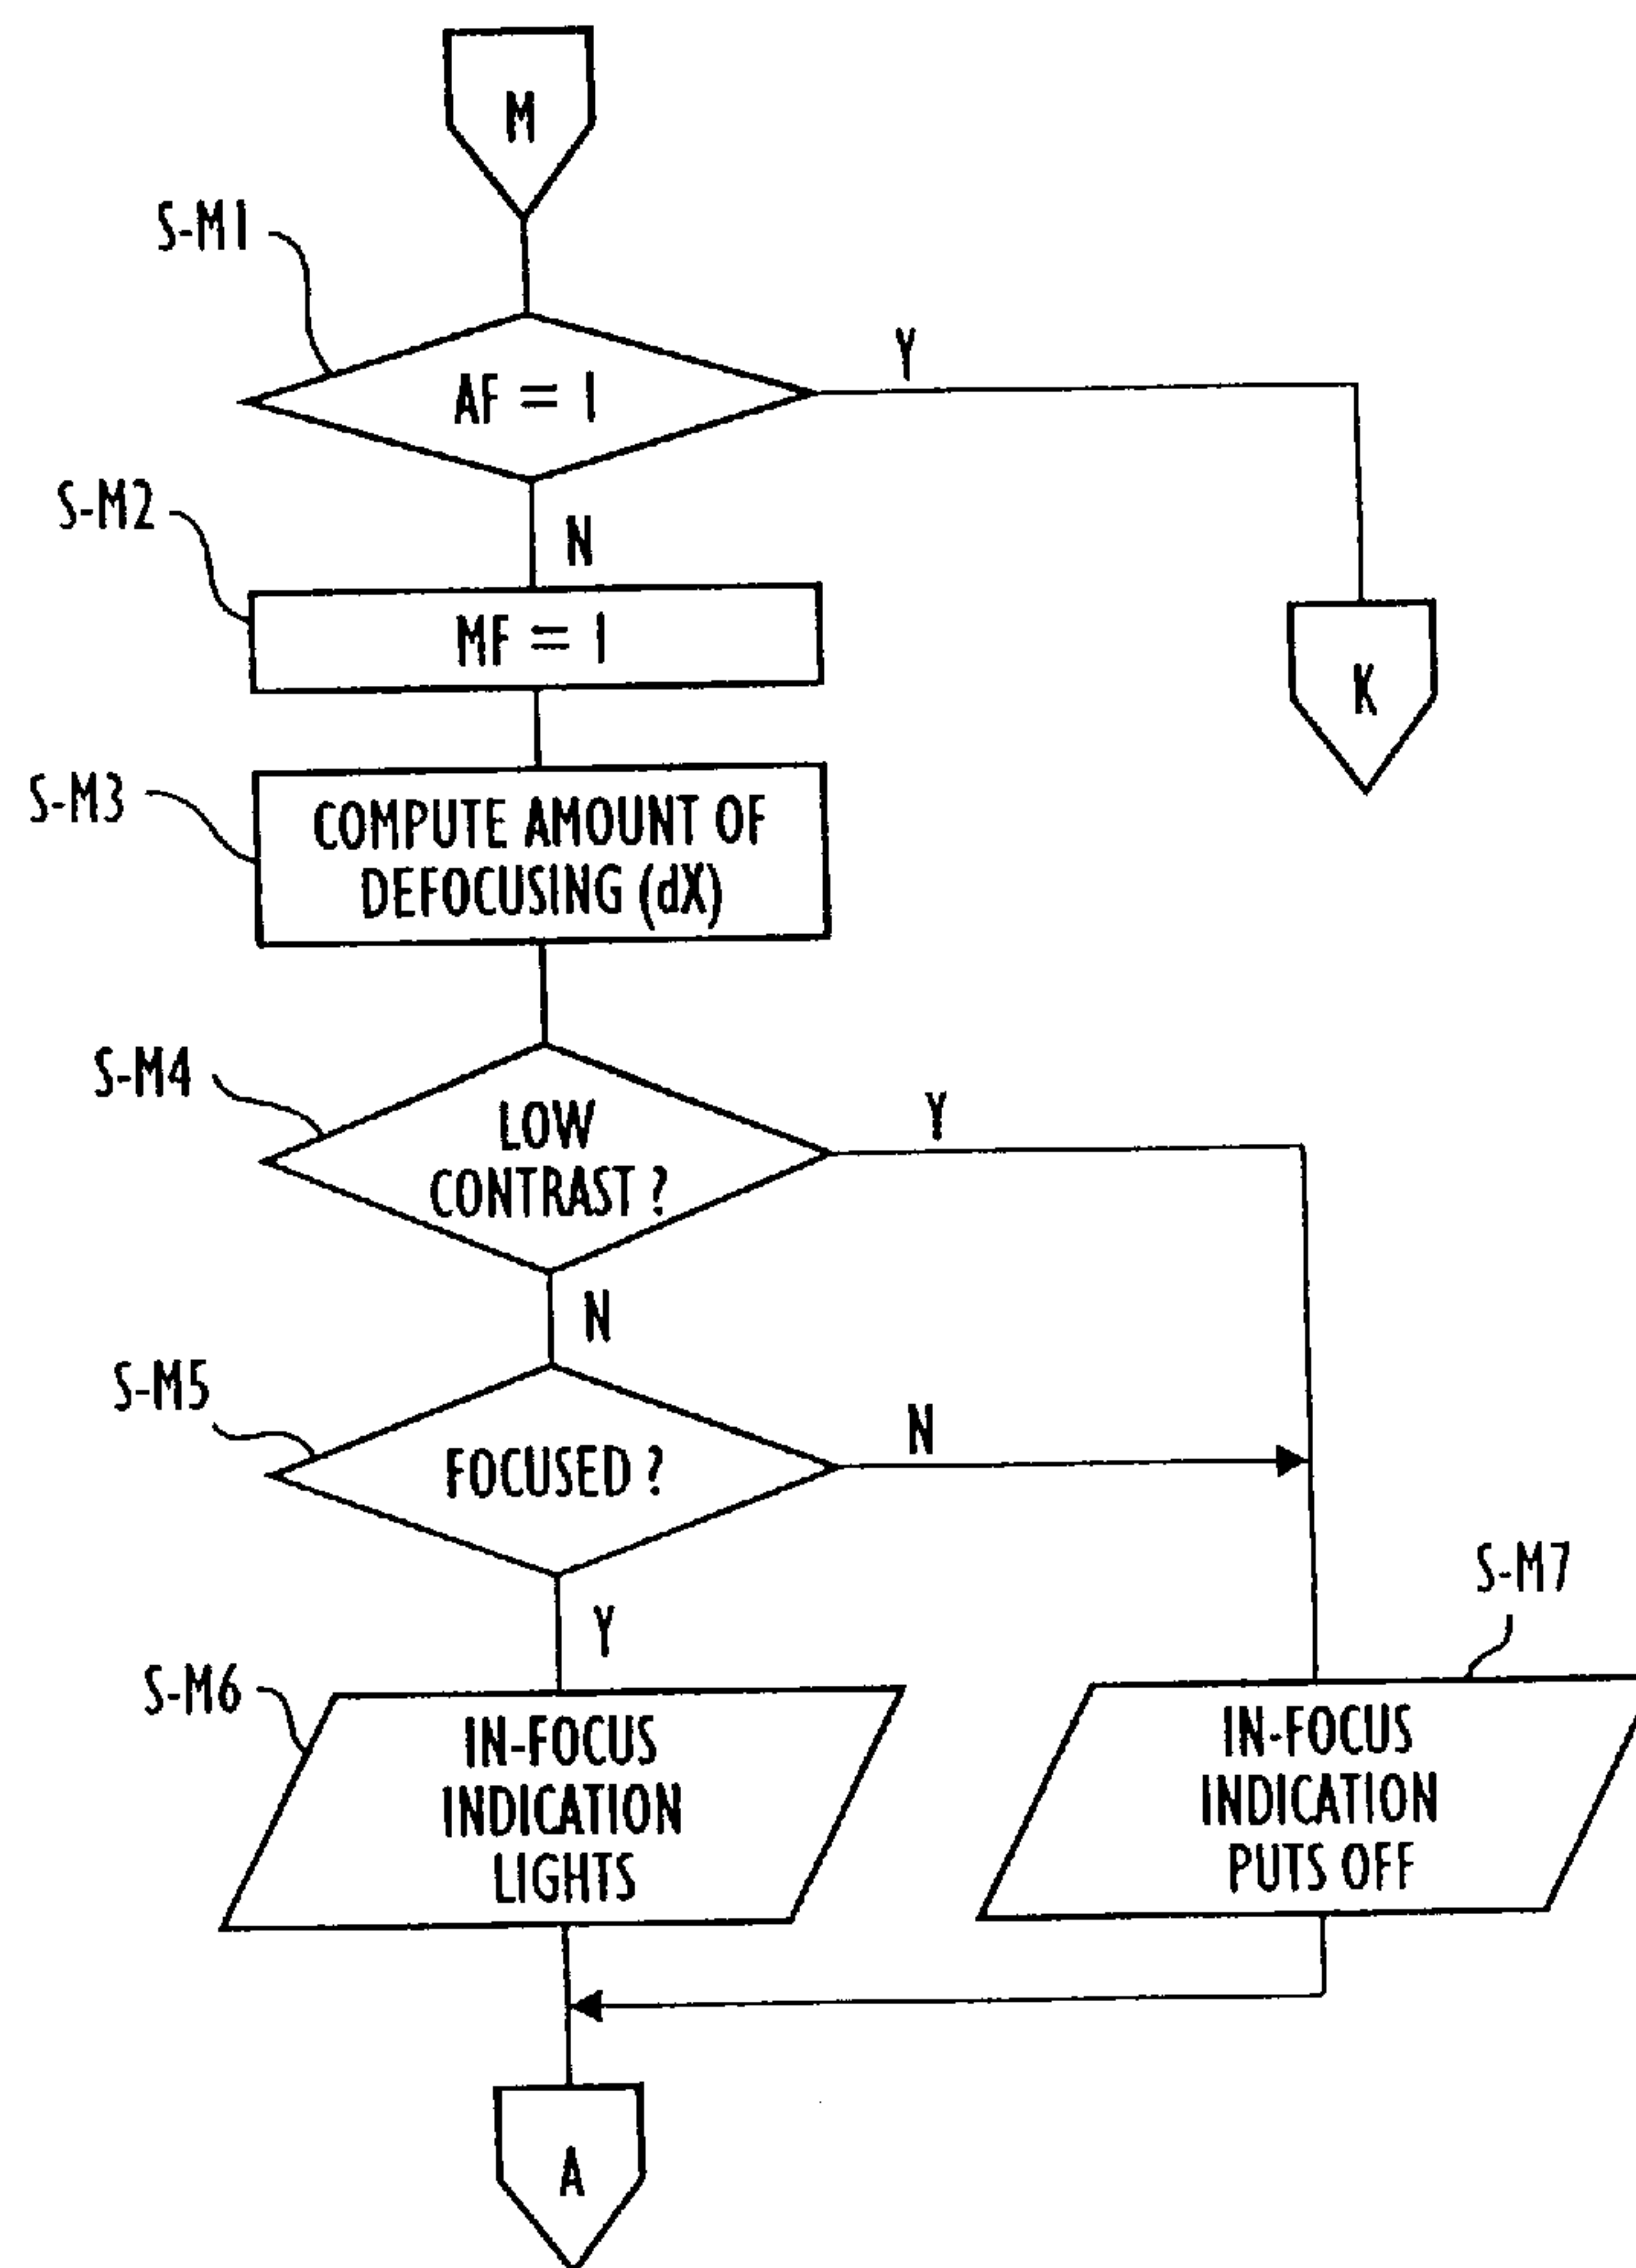 M
S-M1
AF = 1
Y
N
S-M2
MF = 1
K
S-M3
COMPUTE AMOUNT OF
DEFOCUSING (dX)
S-M4
LOW
CONTRAST ?
Y
N
S-M5
FOCUSED ?
N
Y
S-M6
IN-FOCUS
INDICATION
LIGHTS
S-M7
IN-FOCUS
INDICATION
PUTS OFF
A